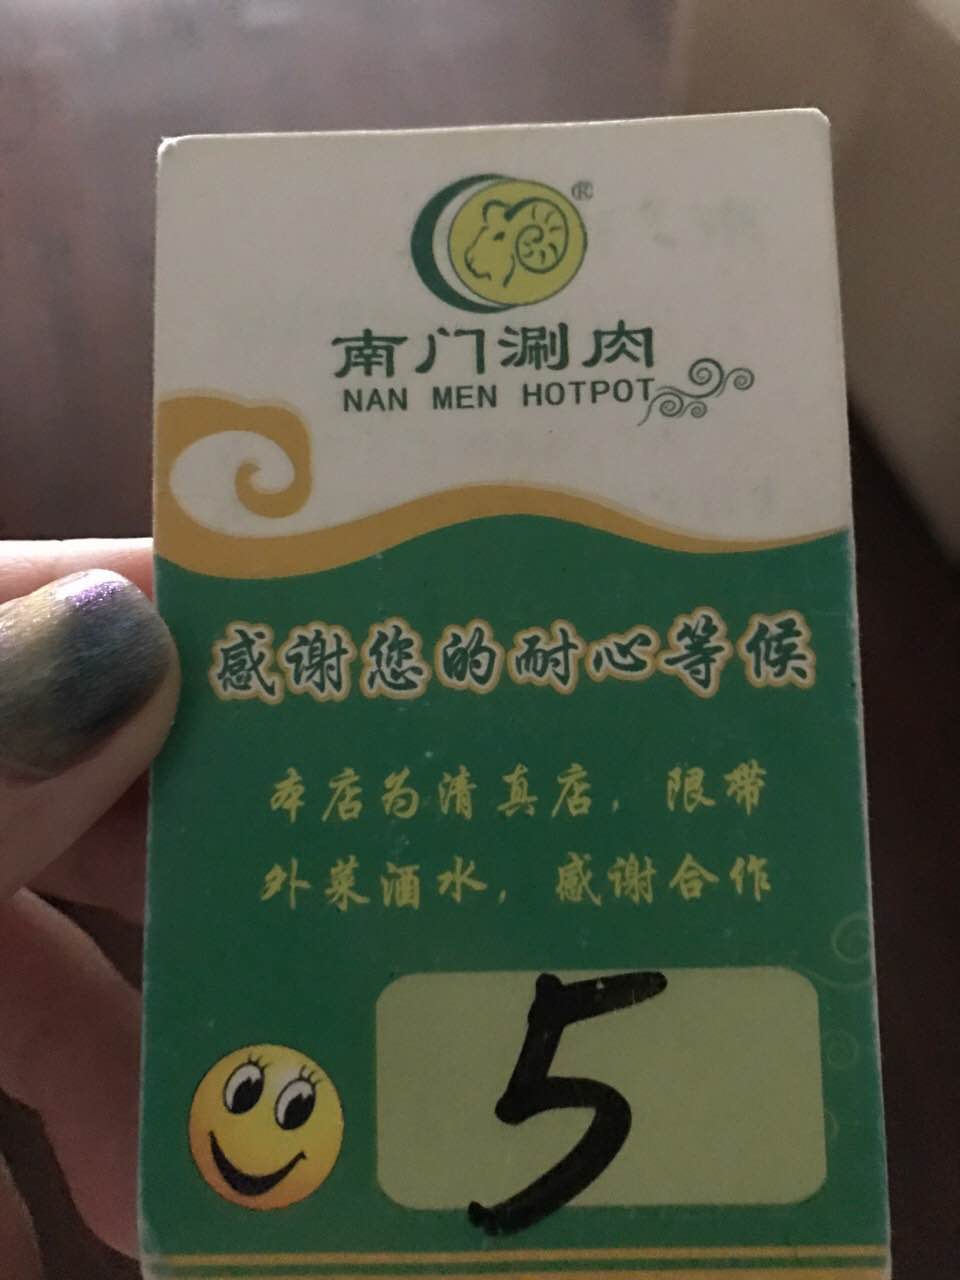 ®
南门涮肉
NAN MEN HOTPOT
感谢您的耐心等候
本店为清真店，限带
外菜酒水，感谢合作
5